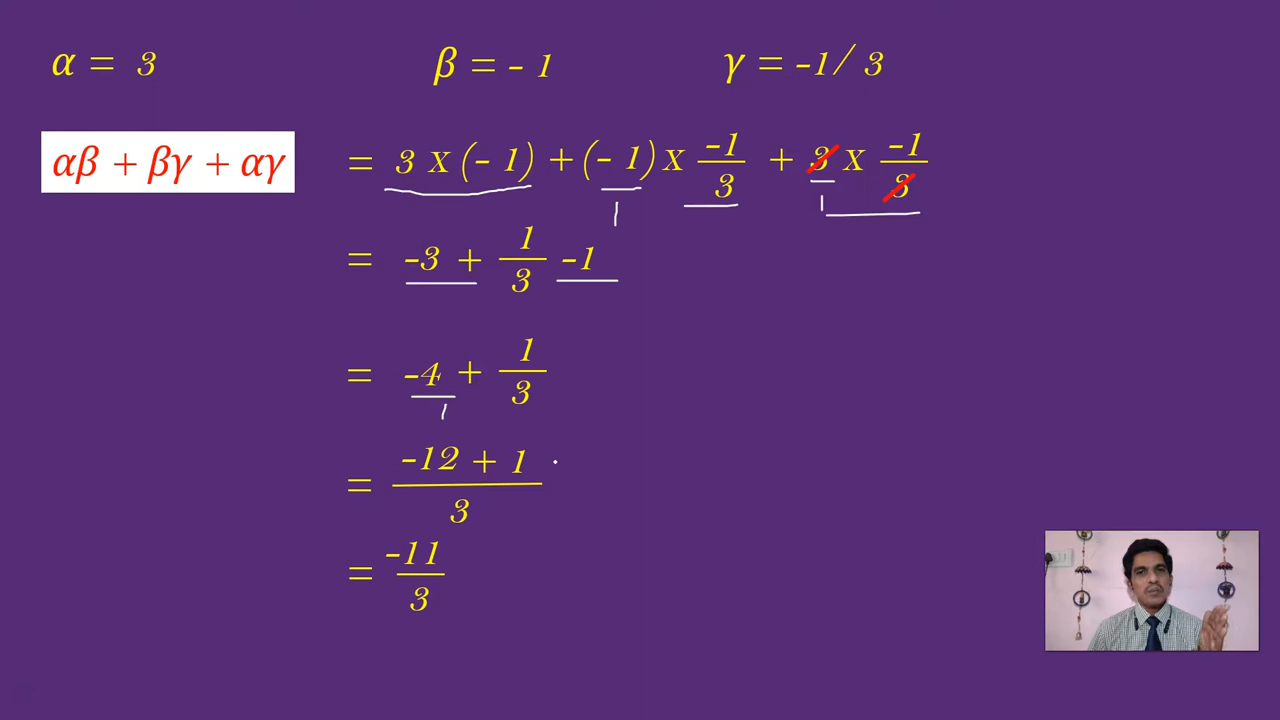 α = 3 β = - 1 γ = -1/ 3
αβ + βγ + αγ = 3 x (- 1) + (- 1) x -1/3 + 3 x -1/3
= -3 + 1/3 -1
= -4 + 1/3
= -12 + 1/3
= -11/3